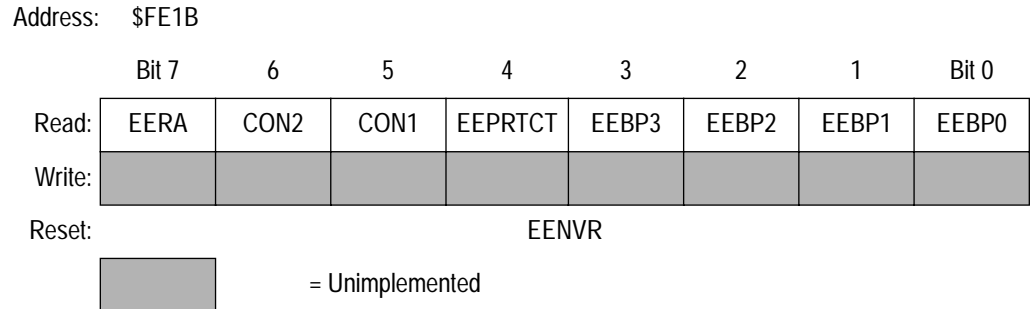 Address: $FE1B
Bit 7 6 5 4 3 2 1 Bit 0
Read: EERA CON2 CON1 EEPRTCT EEBP3 EEBP2 EEBP1 EEBP0
Write:
Reset: EENVR
= Unimplemented